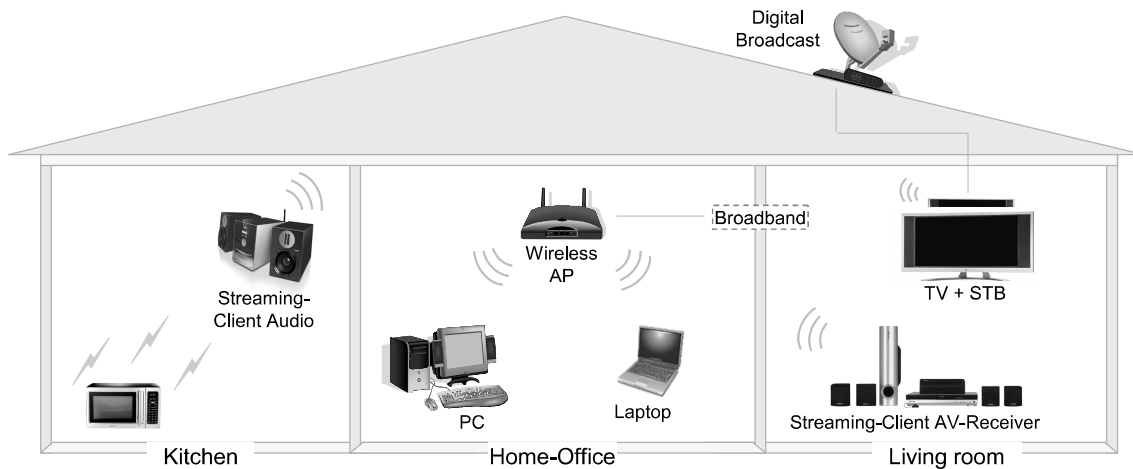 Digital
Broadcast
Broadband
Wireless
AP
TV + STB
Streaming-
Client Audio
PC
Laptop
Streaming-Client AV-Receiver
Kitchen
Home-Office
Living room